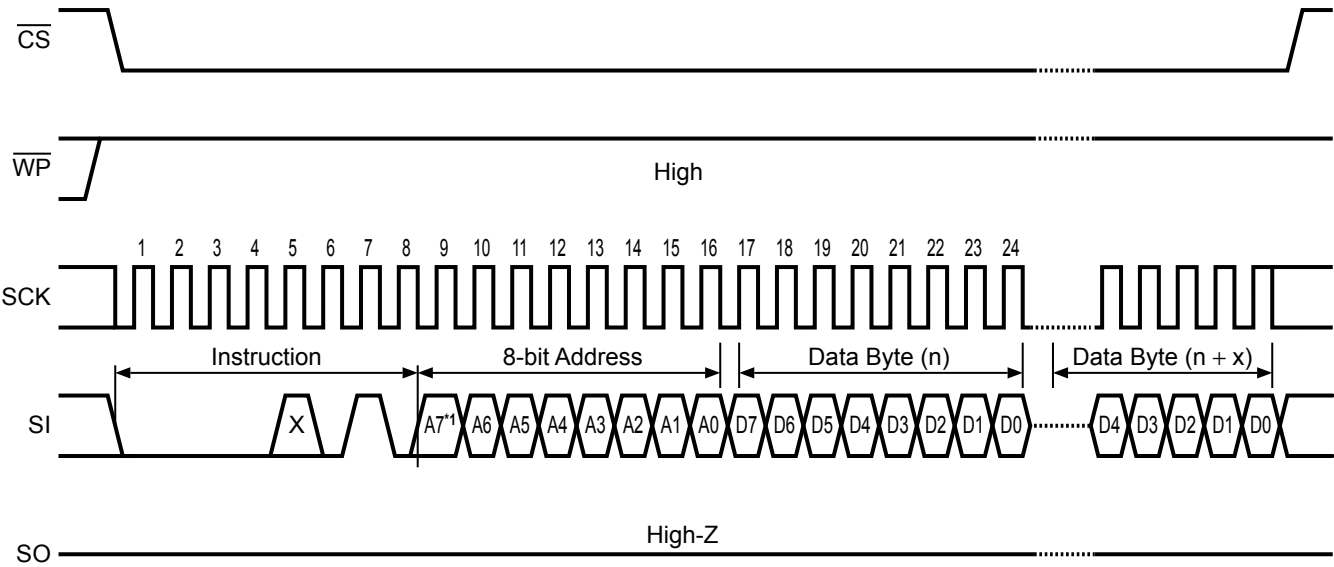 CS
WP
High
1 2 3 4 5 6 7 8 9 10 11 12 13 14 15 16 17 18 19 20 21 22 23 24
SCK
Instruction 8-bit Address Data Byte (n) Data Byte (n + x)
SI X A7*1 A6 A5 A4 A3 A2 A1 A0 D7 D6 D5 D4 D3 D2 D1 D0 D4 D3 D2 D1 D0
High-Z
SO